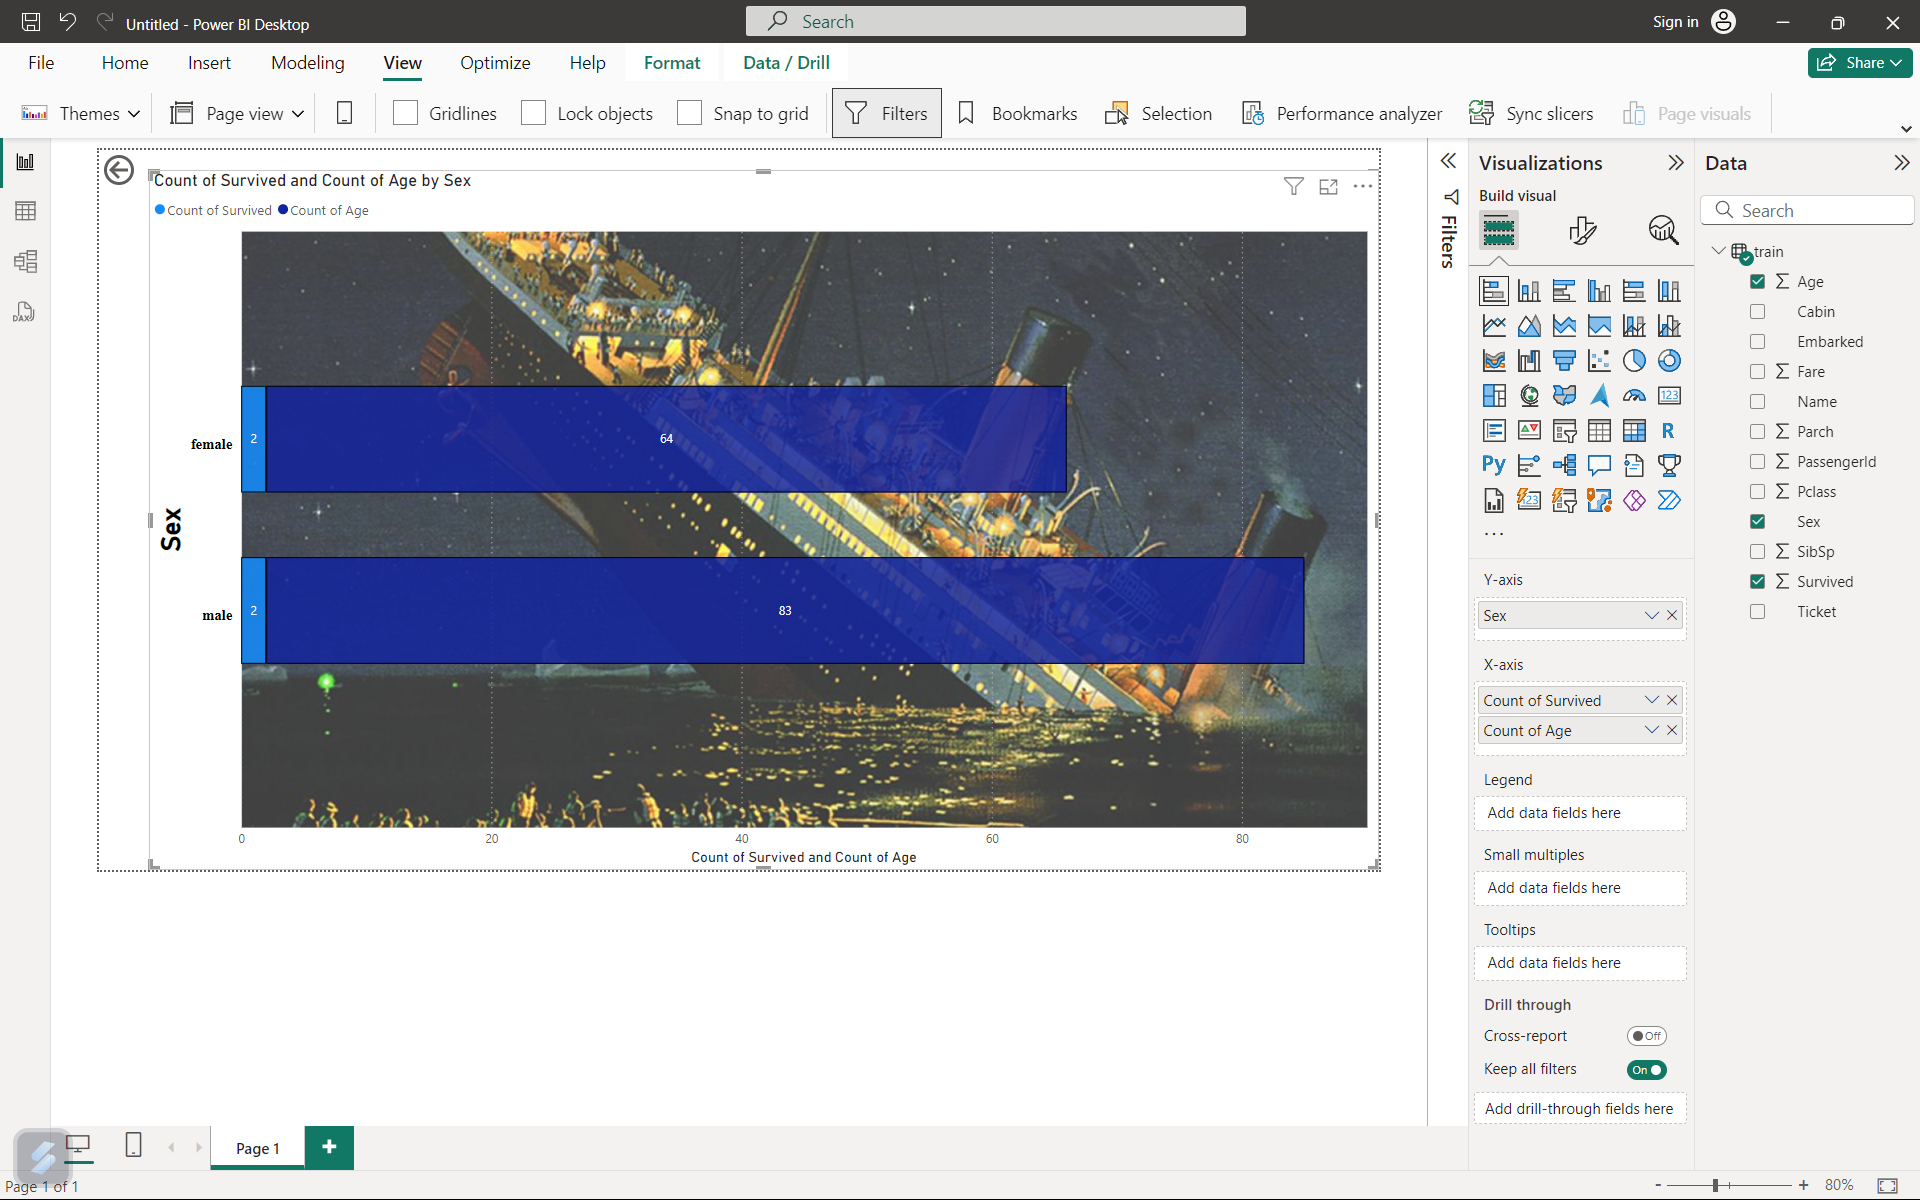 Untitled - Power BI Desktop
Search
Sign in
File
Home
Insert
Modeling
View
Optimize
Help
Format
Data / Drill
Share
Themes
Page view
Gridlines
Lock objects
Snap to grid
Filters
Bookmarks
Selection
Performance analyzer
Sync slicers
Page visuals
DAX
Count of Survived and Count of Age by Sex
Count of Survived
Count of Age
Sex
female
2
64
male
2
83
0
20
40
60
80
Count of Survived and Count of Age
Filters
Visualizations
Build visual
123
R
Py
123
Y-axis
Sex
X-axis
Count of Survived
Count of Age
Legend
Add data fields here
Small multiples
Add data fields here
Tooltips
Add data fields here
Drill through
Cross-report
Off
Keep all filters
On
Add drill-through fields here
Data
Search
train
Σ Age
Cabin
Embarked
Σ Fare
Name
Σ Parch
Σ PassengerId
Σ Pclass
Sex
Σ SibSp
Σ Survived
Ticket
Page 1
+
Page 1 of 1
-
+
80%